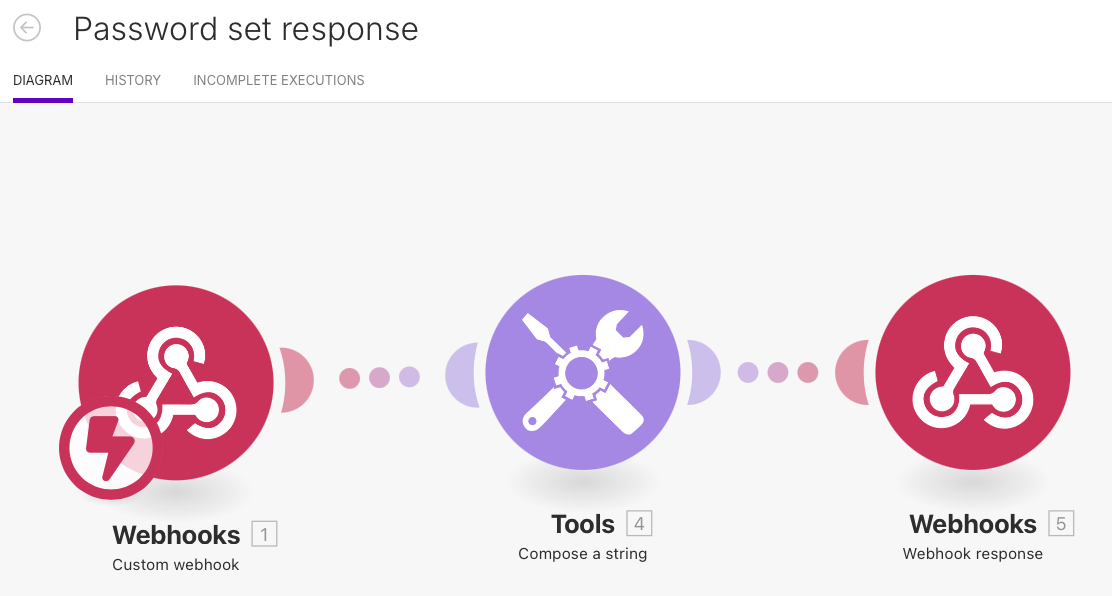 Password set response
DIAGRAM HISTORY INCOMPLETE EXECUTIONS
Webhooks 1
Custom webhook
Tools 4
Compose a string
Webhooks 5
Webhook response